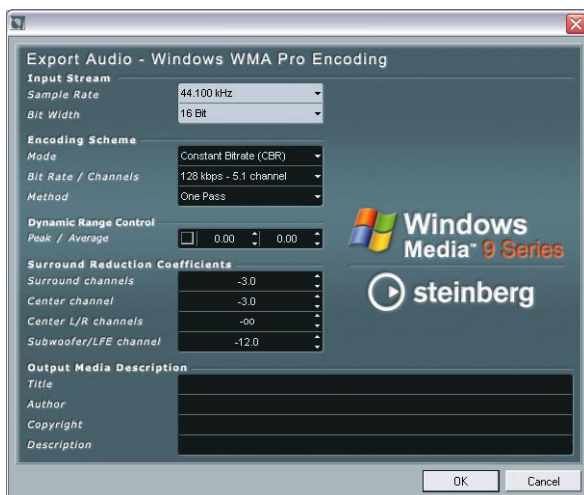 Export Audio - Windows WMA Pro Encoding
Input Stream
Sample Rate 44.100 kHz
Bit Width 16 Bit
Encoding Scheme
Mode Constant Bitrate (CBR)
Bit Rate / Channels 128 kbps - 5.1 channel
Method One Pass
Dynamic Range Control
Peak / Average 0.00 0.00
Surround Reduction Coefficients
Surround channels -3.0
Center channel -3.0
Center L/R channels -oo
Subwoofer/LFE channel -12.0
Windows
Media™ 9 Series
steinberg
Output Media Description
Title
Author
Copyright
Description
OK Cancel